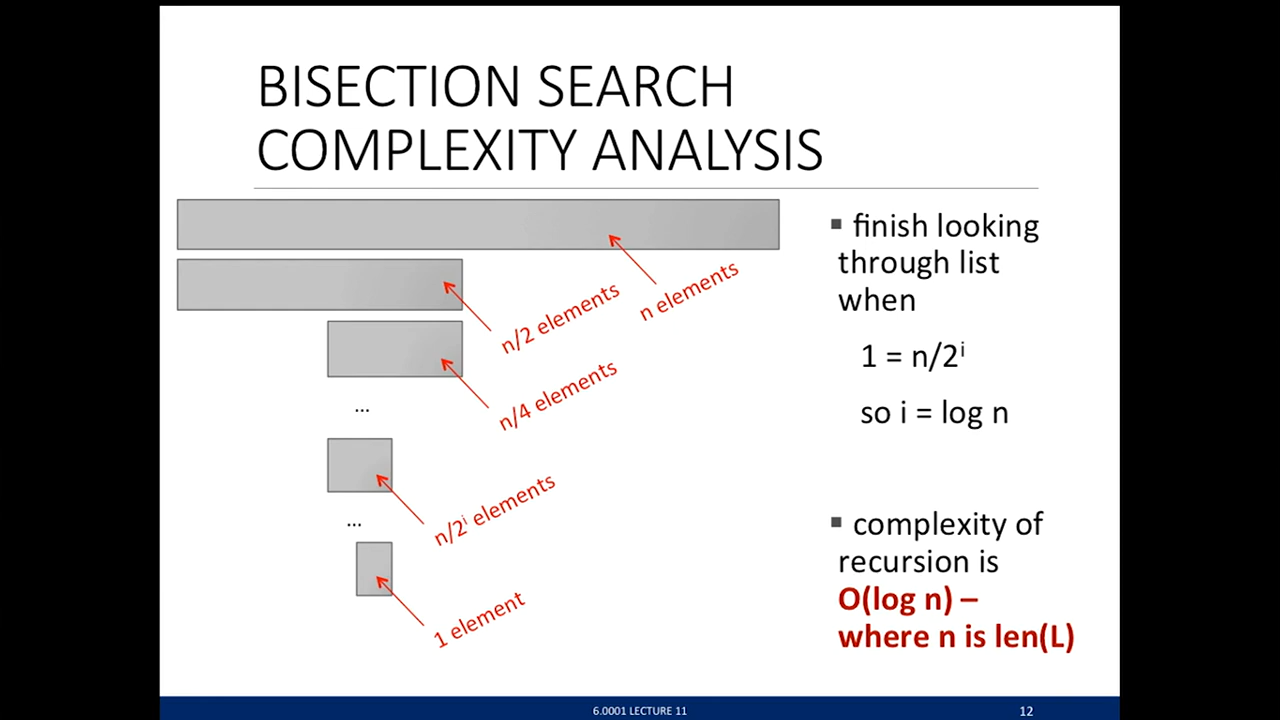 BISECTION SEARCH
COMPLEXITY ANALYSIS
n elements
n/2 elements
n/4 elements
...
n/2ⁱ elements
...
1 element
▪ finish looking
through list
when
1 = n/2ⁱ
so i = log n
▪ complexity of
recursion is
O(log n) –
where n is len(L)
6.0001 LECTURE 11
12